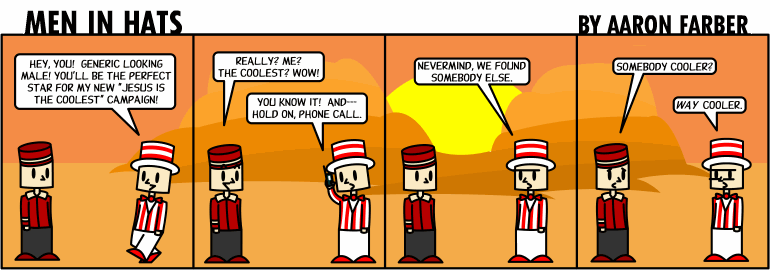 MEN IN HATS
BY AARON FARBER
HEY, YOU! GENERIC LOOKING
MALE! YOU'LL BE THE PERFECT
STAR FOR MY NEW "JESUS IS
THE COOLEST" CAMPAIGN!
REALLY? ME?
THE COOLEST? WOW!
YOU KNOW IT! AND---
HOLD ON, PHONE CALL.
NEVERMIND, WE FOUND
SOMEBODY ELSE.
SOMEBODY COOLER?
WAY COOLER.